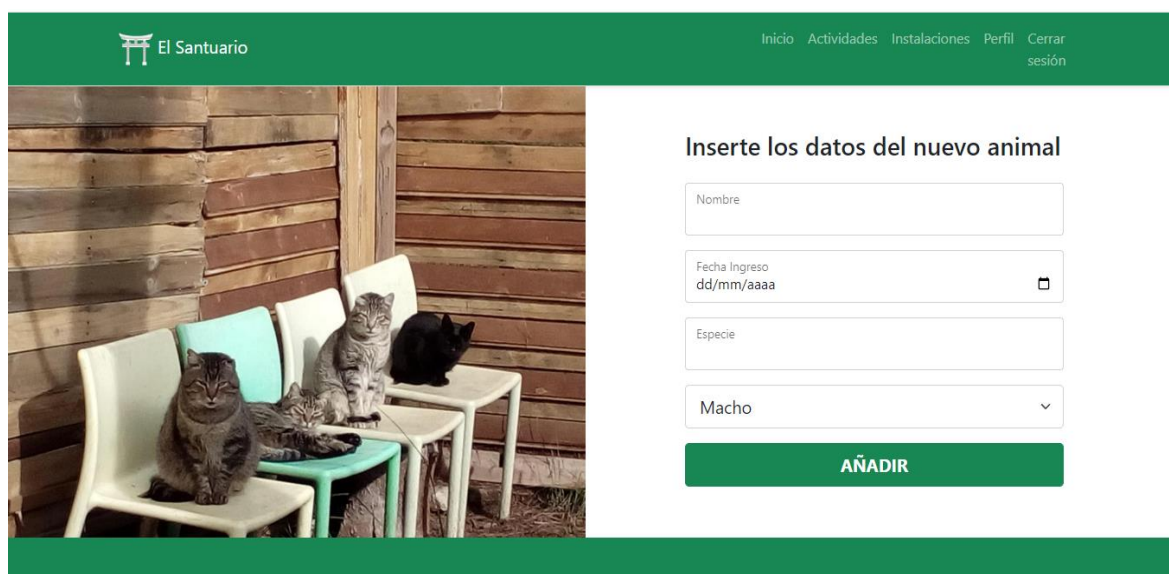 El Santuario
Inicio Actividades Instalaciones Perfil Cerrar
sesión
Inserte los datos del nuevo animal
Nombre
Fecha Ingreso
dd/mm/aaaa
Especie
Macho
AÑADIR